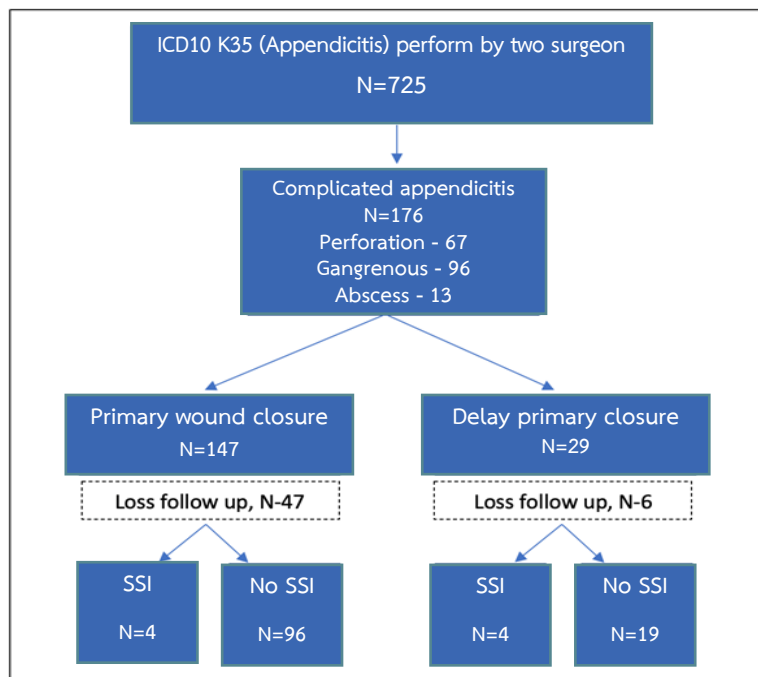 ICD10 K35 (Appendicitis) perform by two surgeon
N=725
Complicated appendicitis
N=176
Perforation - 67
Gangrenous - 96
Abscess - 13
Primary wound closure
N=147
Loss follow up, N-47
SSI
N=4
No SSI
N=96
Delay primary closure
N=29
Loss follow up, N-6
SSI
N=4
No SSI
N=19